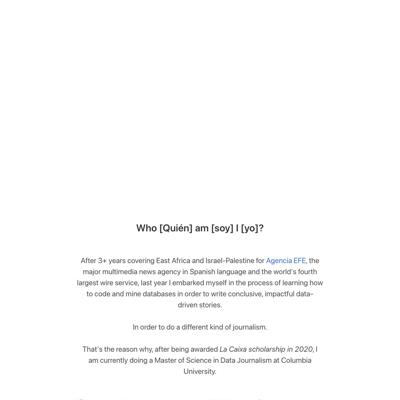 Who [Quién] am [soy] I [yo]?
After 3+ years covering East Africa and Israel-Palestine for Agencia EFE, the
major multimedia news agency in Spanish language and the world's fourth
largest wire service, last year I embarked myself in the process of learning how
to code and mine databases in order to write conclusive, impactful data-
driven stories.
In order to do a different kind of journalism.
That's the reason why, after being awarded La Caixa scholarship in 2020, I
am currently doing a Master of Science in Data Journalism at Columbia
University.